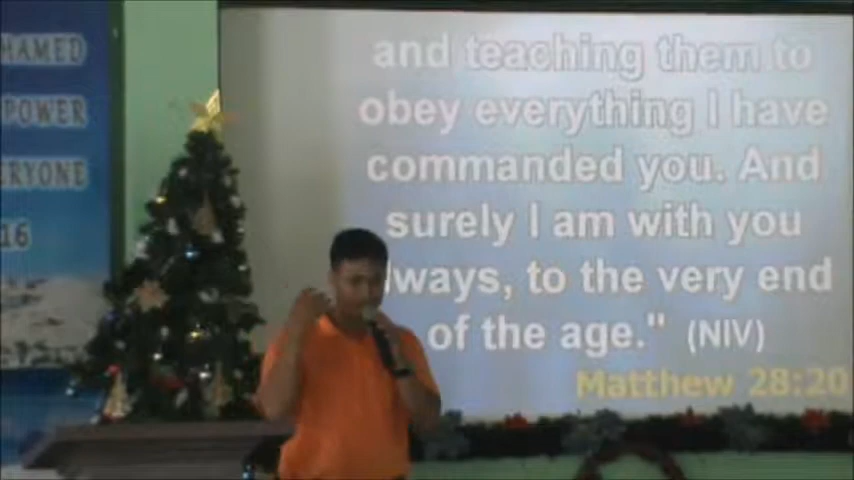 HAMED
POWER
ERYONE
16
and teaching them to
obey everything I have
commanded you. And
surely I am with you
lways, to the very end
of the age." (NIV)
Matthew 28:20